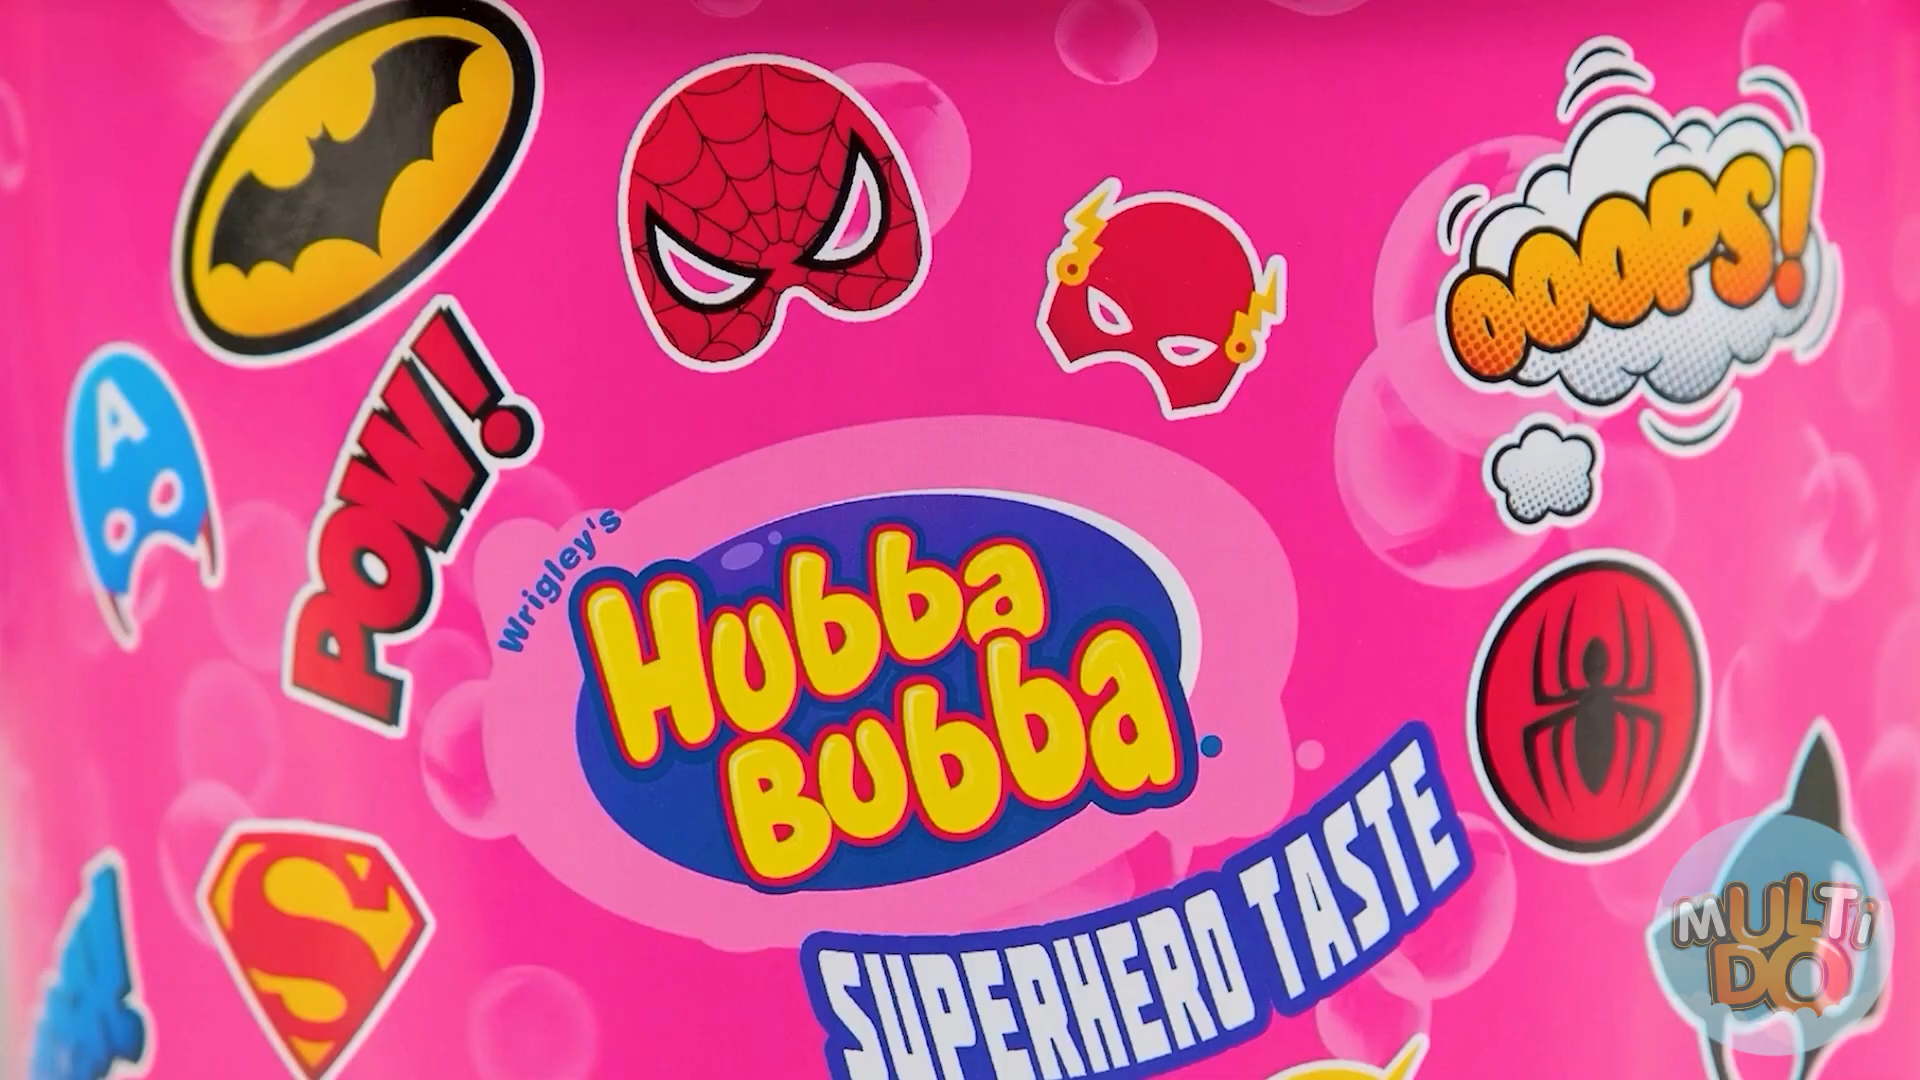 OOOPS!
A
POW!
Wrigley's
Hubba
Bubba
S
SUPERHERO TASTE
MULTi
DO